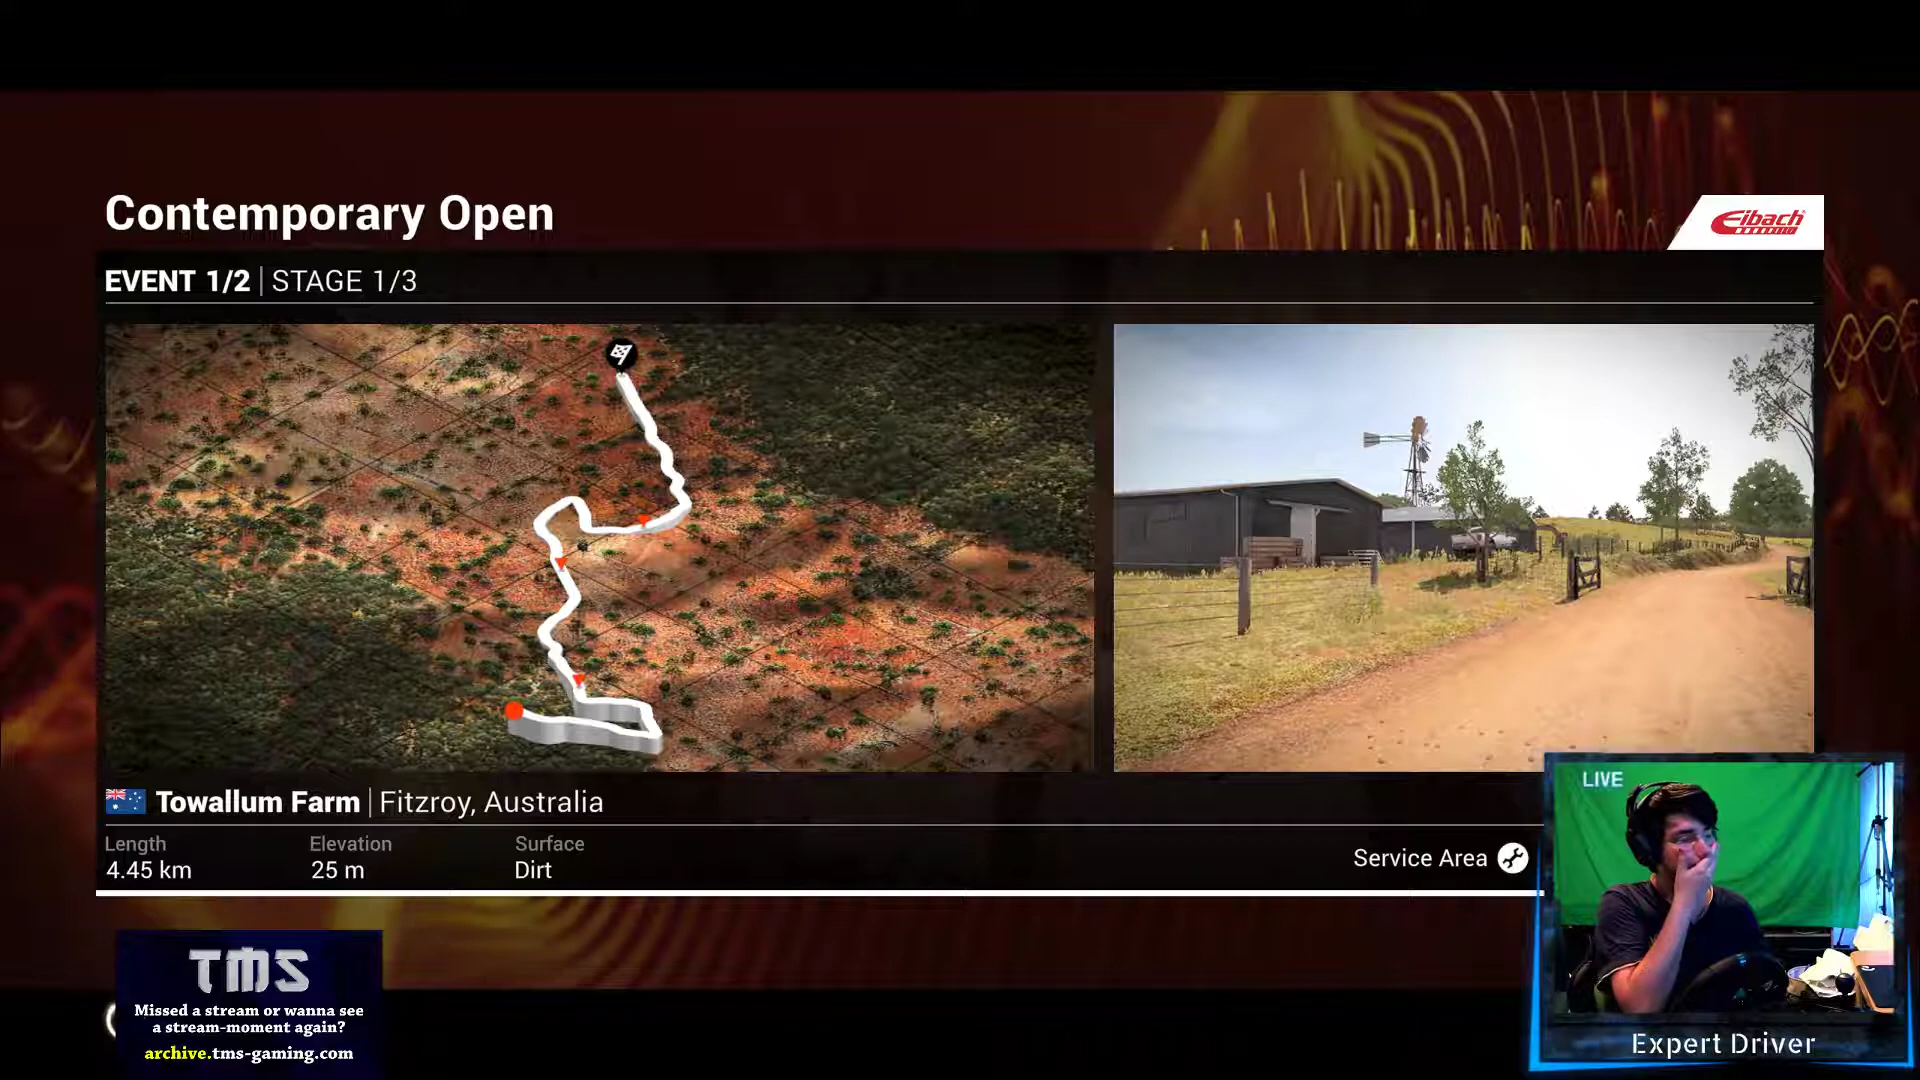 Contemporary Open
Eibach
EVENT 1/2 | STAGE 1/3
Towallum Farm | Fitzroy, Australia
Length
4.45 km
Elevation
25 m
Surface
Dirt
Service Area
LIVE
Expert Driver
TMS
Missed a stream or wanna see
a stream-moment again?
archive.tms-gaming.com